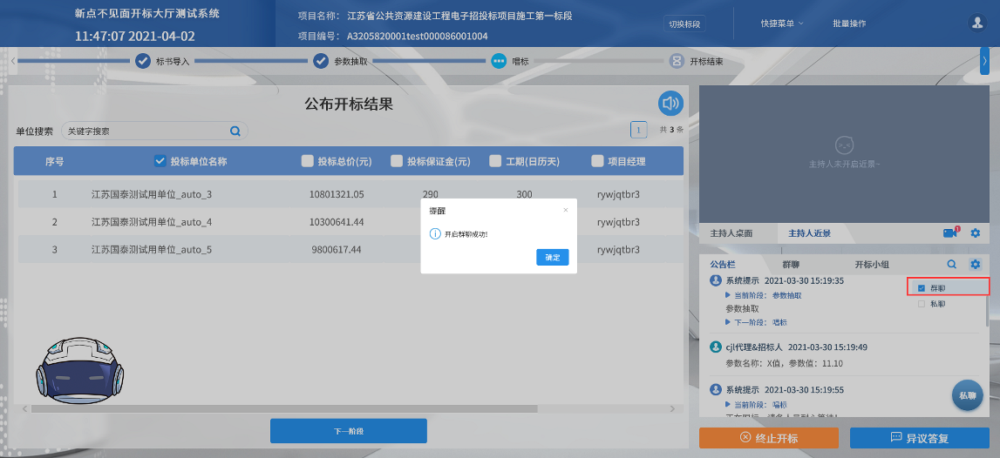 新点不见面开标大厅测试系统
11:47:07 2021-04-02
项目名称： 江苏省公共资源建设工程电子招投标项目施工第一标段
项目编号： A3205820001test000086001004
切换标段
快捷菜单
批量操作
标书导入
参数抽取
唱标
开标结束
公布开标结果
单位搜索
关键字搜索
1
共 3 条
序号 投标单位名称 投标总价(元) 投标保证金(元) 工期(日历天) 项目经理
1 江苏国泰测试用单位_auto_3 10801321.05 290 300 rywjqtbr3
2 江苏国泰测试用单位_auto_4 10300641.44 rywjqtbr3
3 江苏国泰测试用单位_auto_5 9800617.44 rywjqtbr3
提醒
开启群聊成功!
确定
下一阶段
主持人未开启近景~
主持人桌面
主持人近景
1
公告栏
群聊
开标小组
群聊
私聊
系统提示 2021-03-30 15:19:35
当前阶段： 参数抽取
参数抽取
下一阶段： 唱标
cjl代理&招标人 2021-03-30 15:19:49
参数名称：X值，参数值：11.10
系统提示 2021-03-30 15:19:55
当前阶段： 唱标
私聊
终止开标
异议答复